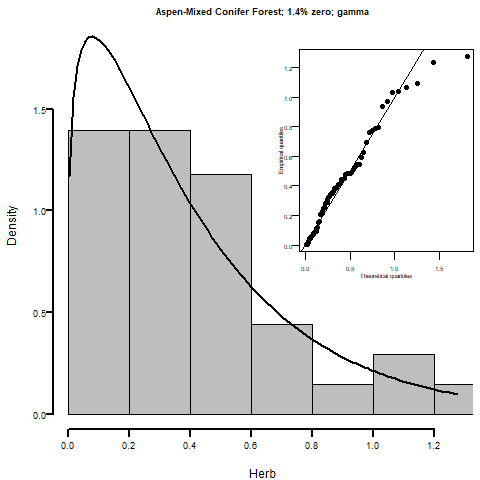 Aspen-Mixed Conifer Forest; 1.4% zero; gamma
Density
0.0
0.5
1.0
1.5
0.0 0.2 0.4 0.6 0.8 1.0 1.2
Herb
Empirical quantiles
0.0
0.2
0.4
0.6
0.8
1.0
1.2
0.0 0.5 1.0 1.5
Theoretical quantiles